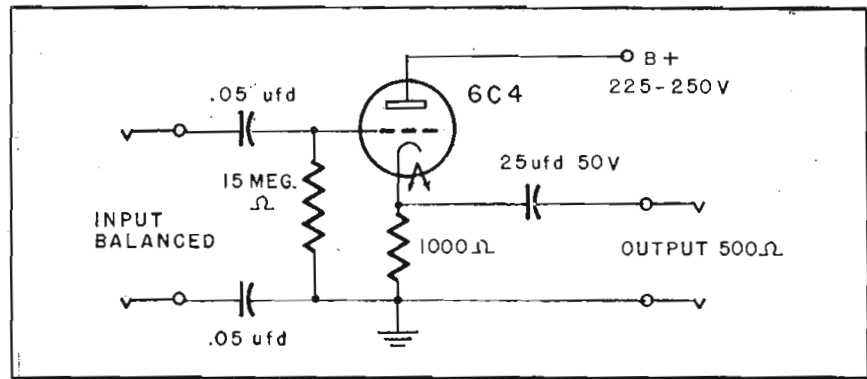 B+
225-250V
6C4
.05 ufd
25ufd 50V
15 MEG.
Ω
INPUT
BALANCED
1000Ω
OUTPUT 500Ω
.05 ufd